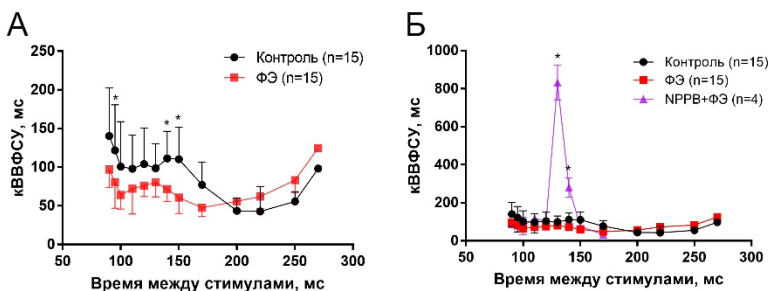 А
Б
250
200
150
100
50
0
кВВФСУ, мс
Контроль (n=15)
ФЭ (n=15)
*
*
*
50
100
150
200
250
300
Время между стимулами, мс
1000
800
600
400
200
0
кВВФСУ, мс
Контроль (n=15)
ФЭ (n=15)
NPPB+ФЭ (n=4)
*
*
50
100
150
200
250
300
Время между стимулами, мс